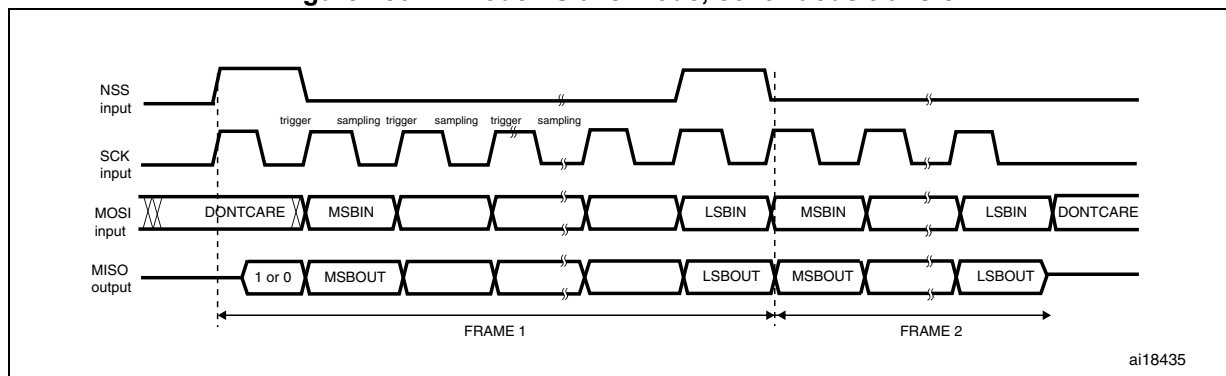 NSS
input
trigger sampling trigger sampling trigger sampling
SCK
input
MOSI
input
DONTCARE MSBIN LSBIN MSBIN LSBIN DONTCARE
MISO
output
1 or 0 MSBOUT LSBOUT MSBOUT LSBOUT
FRAME 1 FRAME 2
ai18435